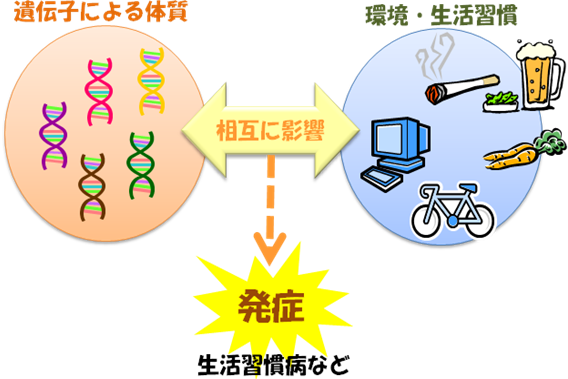 遺伝子による体質
環境・生活習慣
相互に影響
発症
生活習慣病など